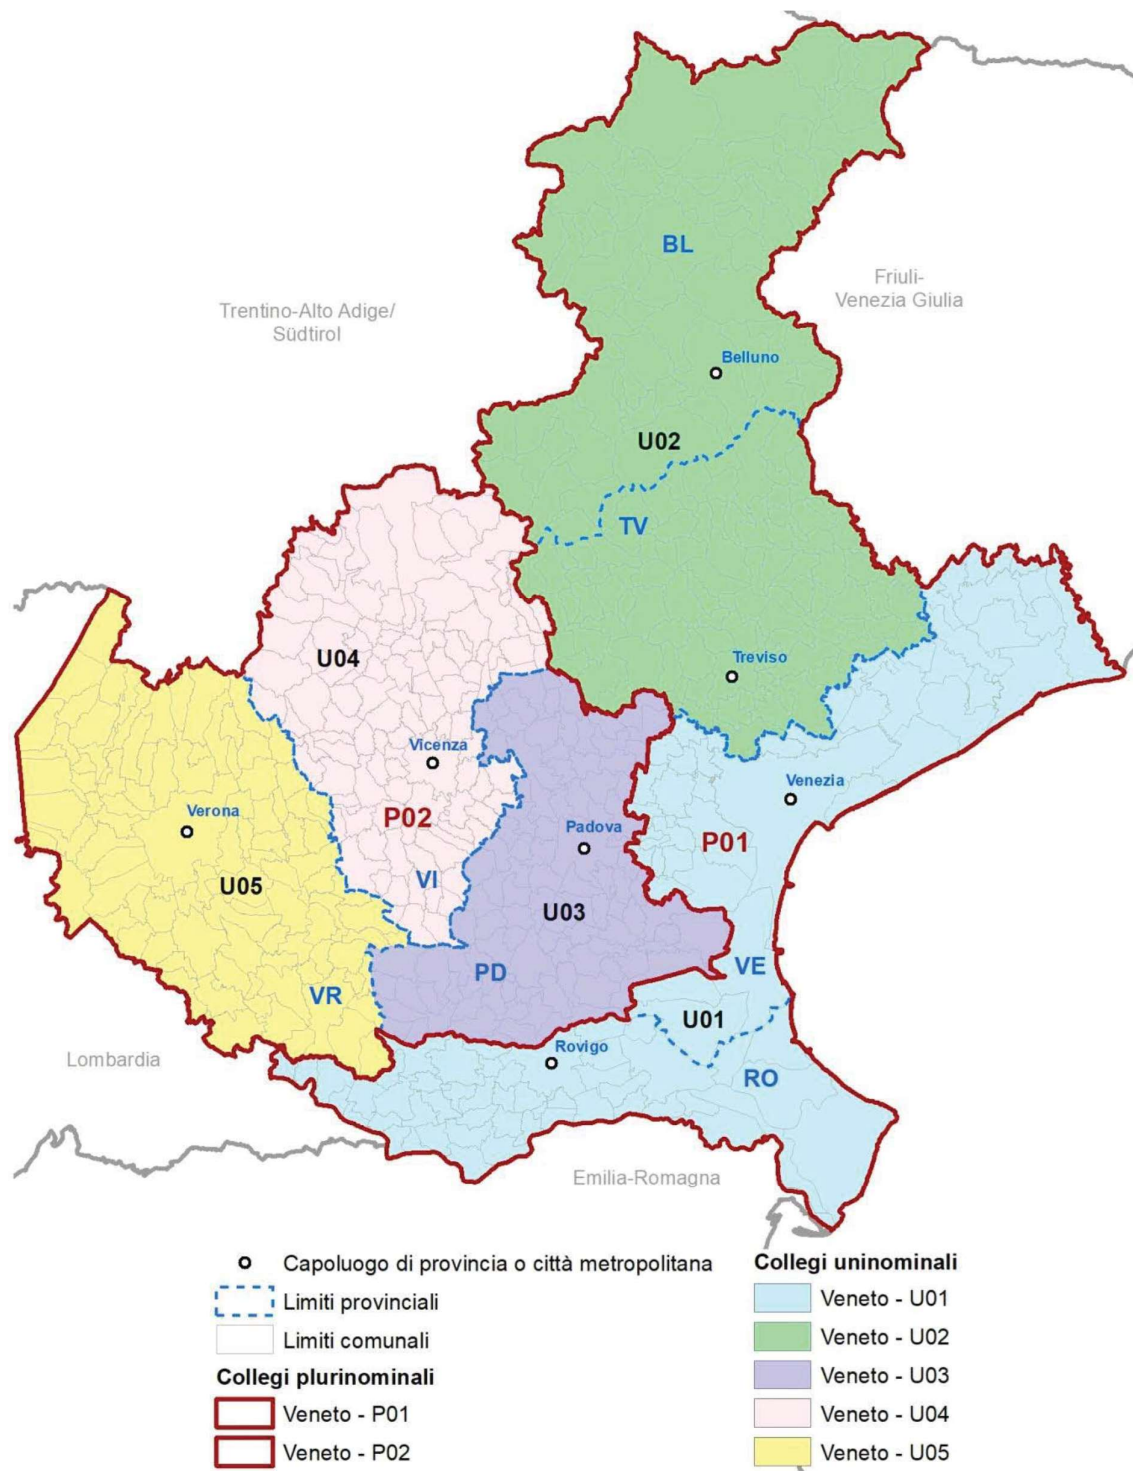 BL
Friuli-
Venezia Giulia
Trentino-Alto Adige/
Südtirol
Belluno
U02
TV
U04
Treviso
Vicenza
Venezia
Verona
P02
Padova
P01
VI
U05
U03
PD
VE
VR
U01
Rovigo
Lombardia
RO
Emilia-Romagna
Capoluogo di provincia o città metropolitana
Limiti provinciali
Limiti comunali
Collegi plurinominali
Veneto - P01
Veneto - P02
Collegi uninominali
Veneto - U01
Veneto - U02
Veneto - U03
Veneto - U04
Veneto - U05